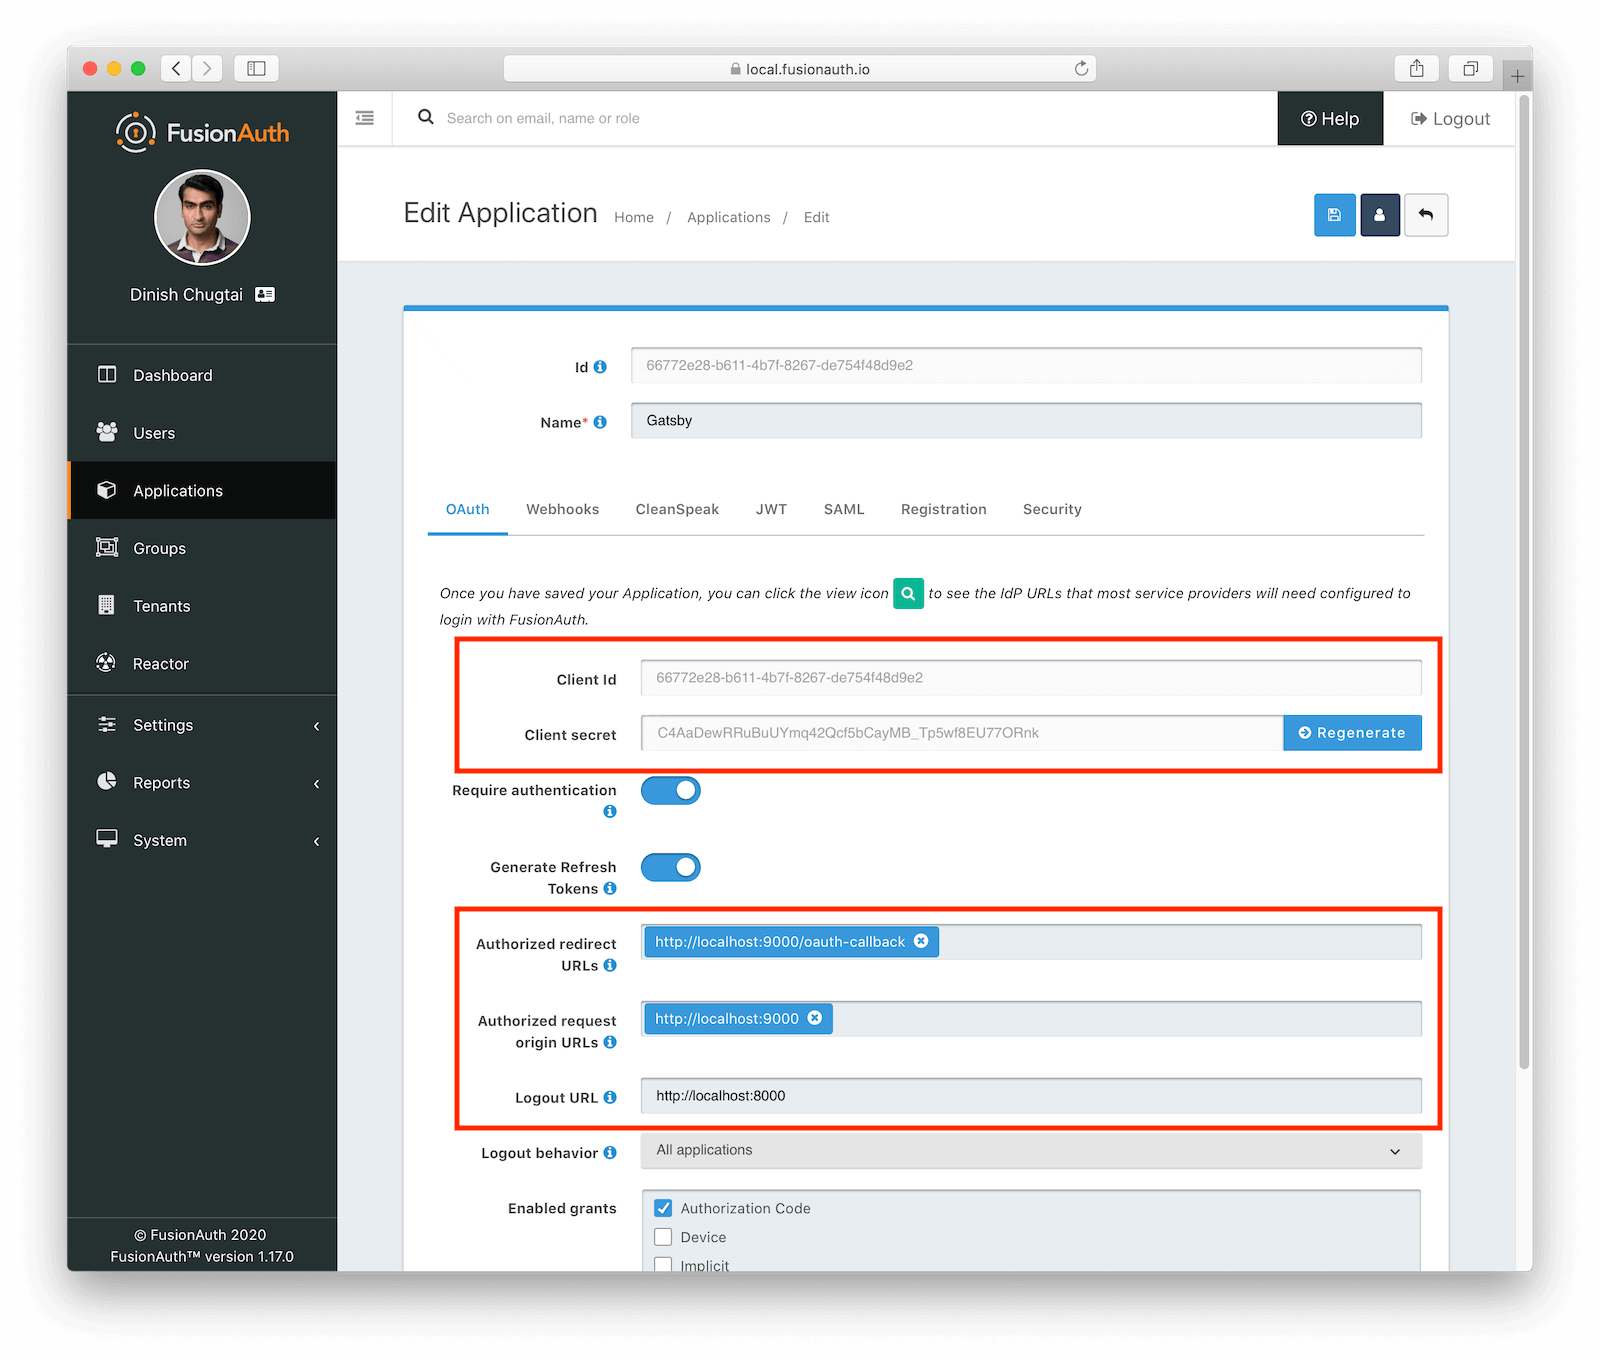 local.fusionauth.io
FusionAuth
Search on email, name or role
Help
Logout
Dinish Chugtai
Edit Application
Home / Applications / Edit
Dashboard
Users
Applications
Groups
Tenants
Reactor
Settings
Reports
System
© FusionAuth 2020
FusionAuth™ version 1.17.0
Id
66772e28-b611-4b7f-8267-de754f48d9e2
Name*
Gatsby
OAuth Webhooks CleanSpeak JWT SAML Registration Security
Once you have saved your Application, you can click the view icon to see the IdP URLs that most service providers will need configured to
login with FusionAuth.
Client Id
66772e28-b611-4b7f-8267-de754f48d9e2
Client secret
C4AaDewRRuBuUYmq42Qcf5bCayMB_Tp5wf8EU77ORnk
Regenerate
Require authentication
Generate Refresh
Tokens
Authorized redirect
URLs
http://localhost:9000/oauth-callback
Authorized request
origin URLs
http://localhost:9000
Logout URL
http://localhost:8000
Logout behavior
All applications
Enabled grants
Authorization Code
Device
Implicit